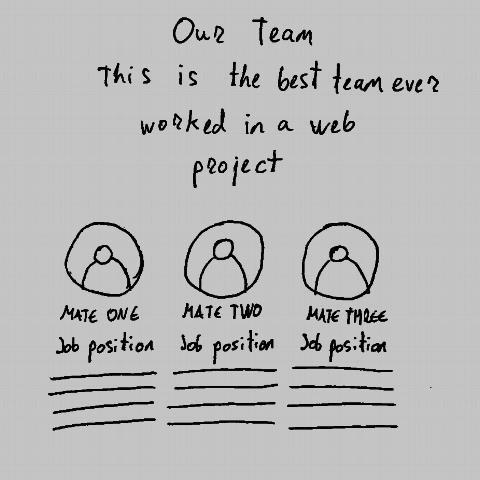 Our Team
This is the best team ever
worked in a web
project
MATE ONE MATE TWO MATE THREE
Job position Job position Job position